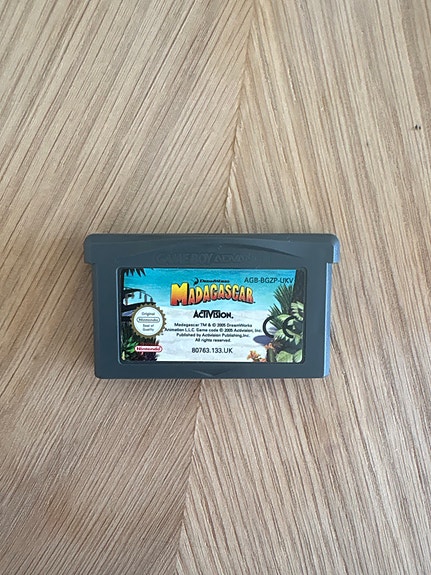 GAME BOY ADVANCE
AGB-BGZP-UKV
DREAMWORKS
MADAGASCAR
ACTIVISION.
Original
Nintendo
Seal of
Quality
Madagascar TM & © 2005 DreamWorks
Animation L.L.C. Game code © 2005 Activision, Inc.
Published by Activision Publishing, Inc.
All rights reserved.
Nintendo
80763.133.UK